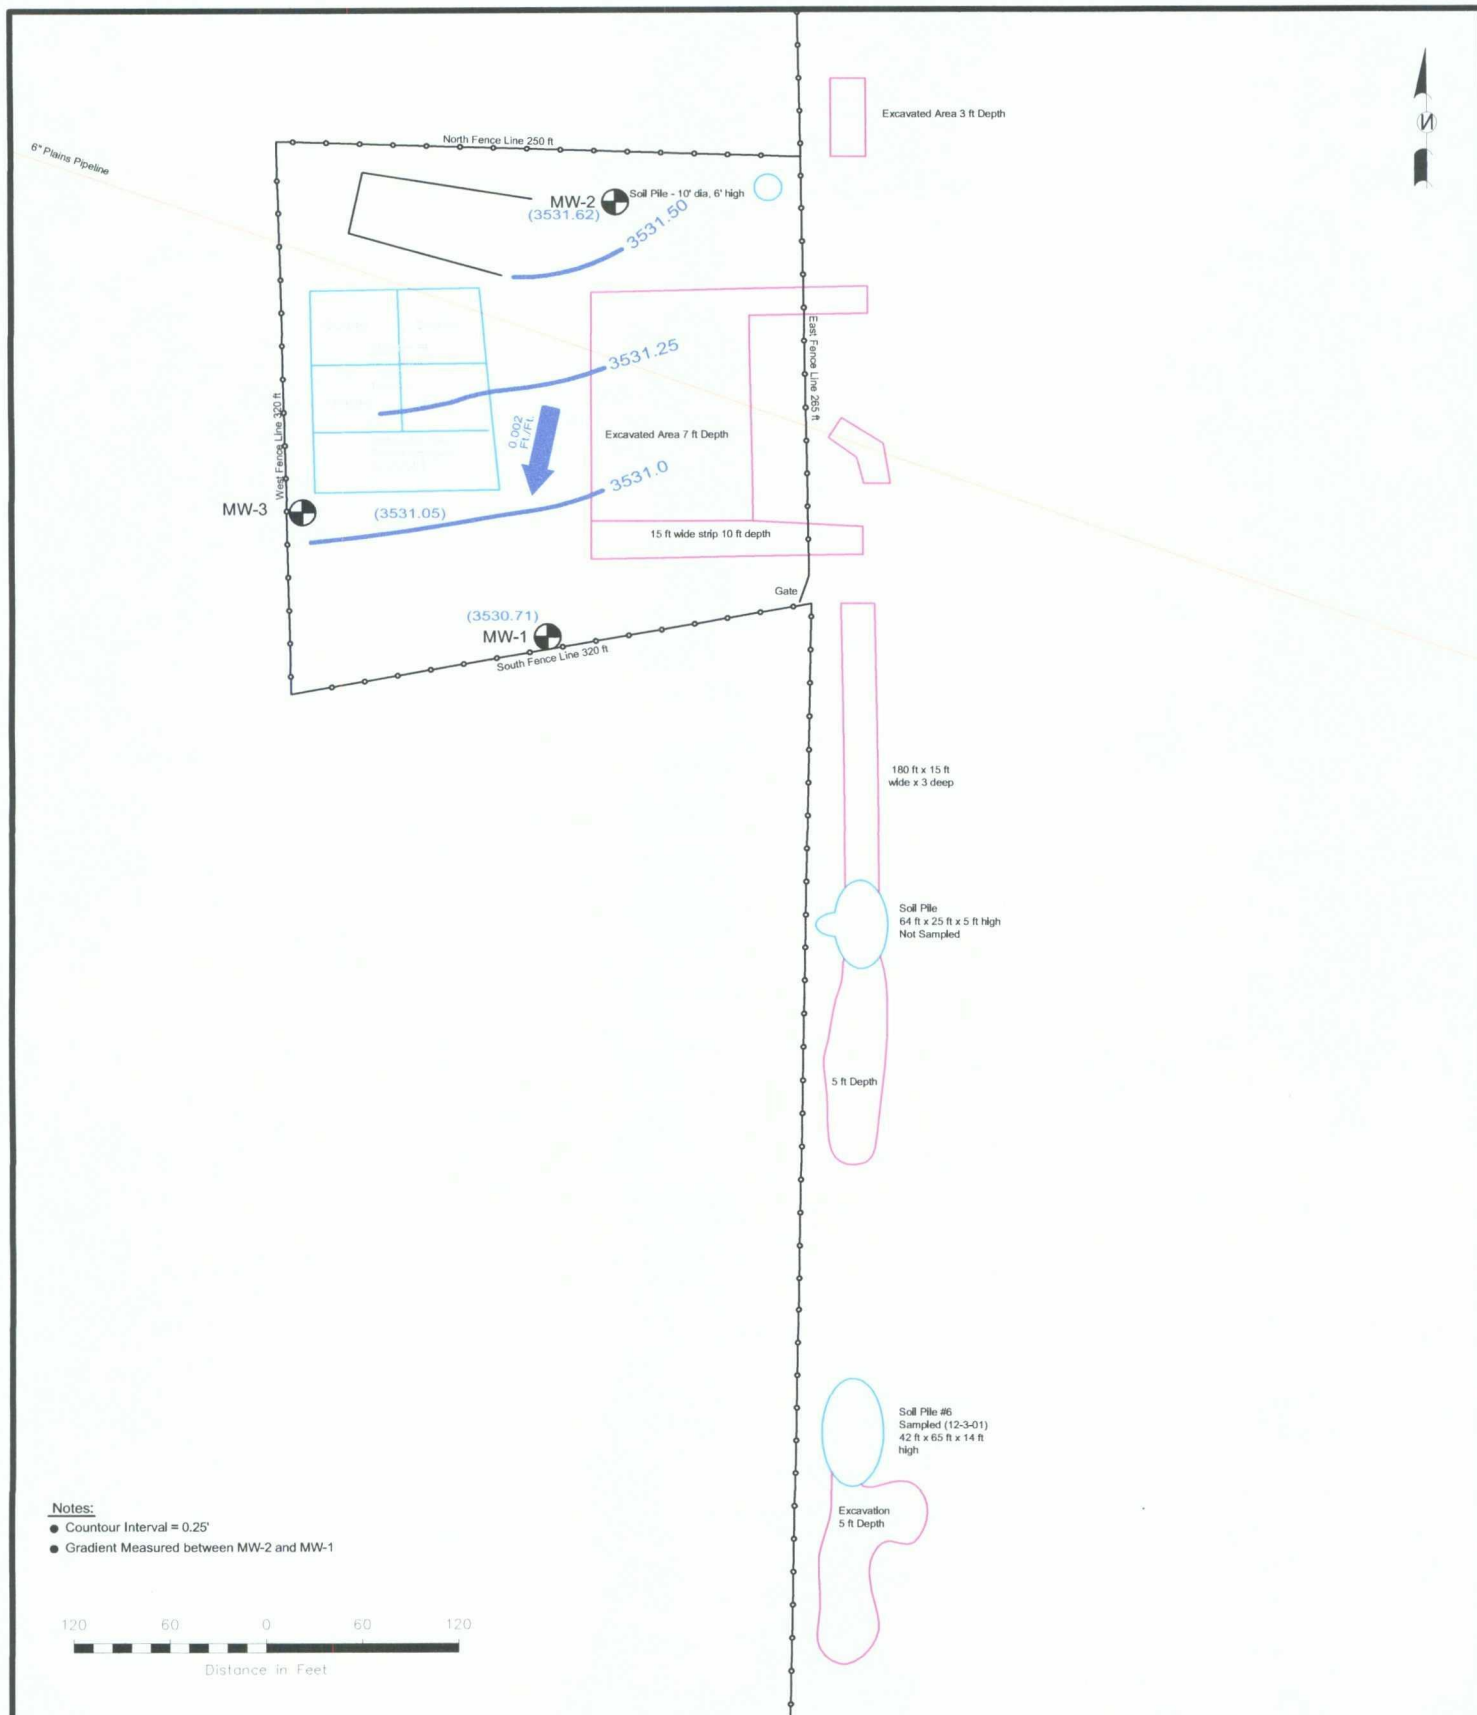 N
Excavated Area 3 ft Depth
North Fence Line 250 ft
6" Plains Pipeline
MW-2
Soil Pile - 10' dia, 6' high
(3531.62)
3531.50
3531.25
East Fence Line 265 ft
West Fence Line 320 ft
0.002
Ft./Ft.
Excavated Area 7 ft Depth
3531.0
MW-3
(3531.05)
15 ft wide strip 10 ft depth
Gate
(3530.71)
MW-1
South Fence Line 320 ft
180 ft x 15 ft
wide x 3 deep
Soil Pile
64 ft x 25 ft x 5 ft high
Not Sampled
5 ft Depth
Soil Pile #6
Sampled (12-3-01)
42 ft x 65 ft x 14 ft
high
Excavation
5 ft Depth
Notes:
● Countour Interval = 0.25'
● Gradient Measured between MW-2 and MW-1
120 60 0 60 120
Distance in Feet